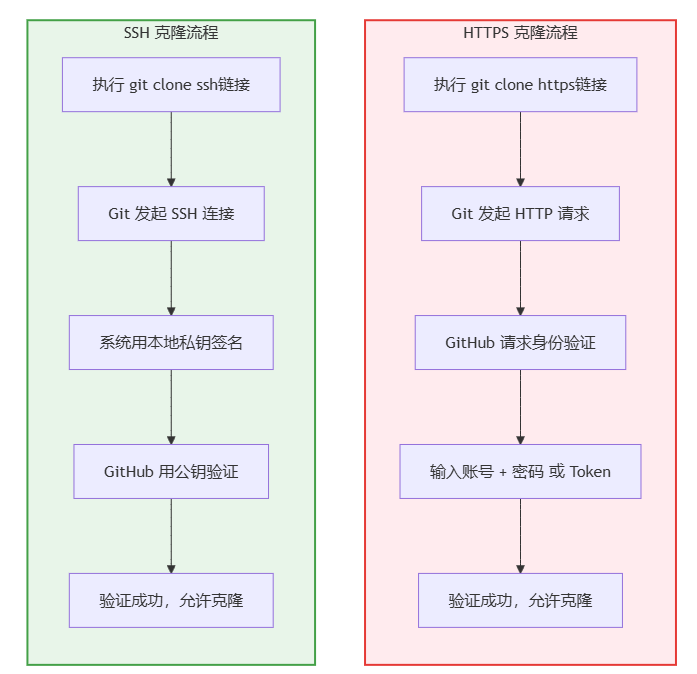 SSH 克隆流程
执行 git clone ssh链接
Git 发起 SSH 连接
系统用本地私钥签名
GitHub 用公钥验证
验证成功，允许克隆
HTTPS 克隆流程
执行 git clone https链接
Git 发起 HTTP 请求
GitHub 请求身份验证
输入账号 + 密码 或 Token
验证成功，允许克隆